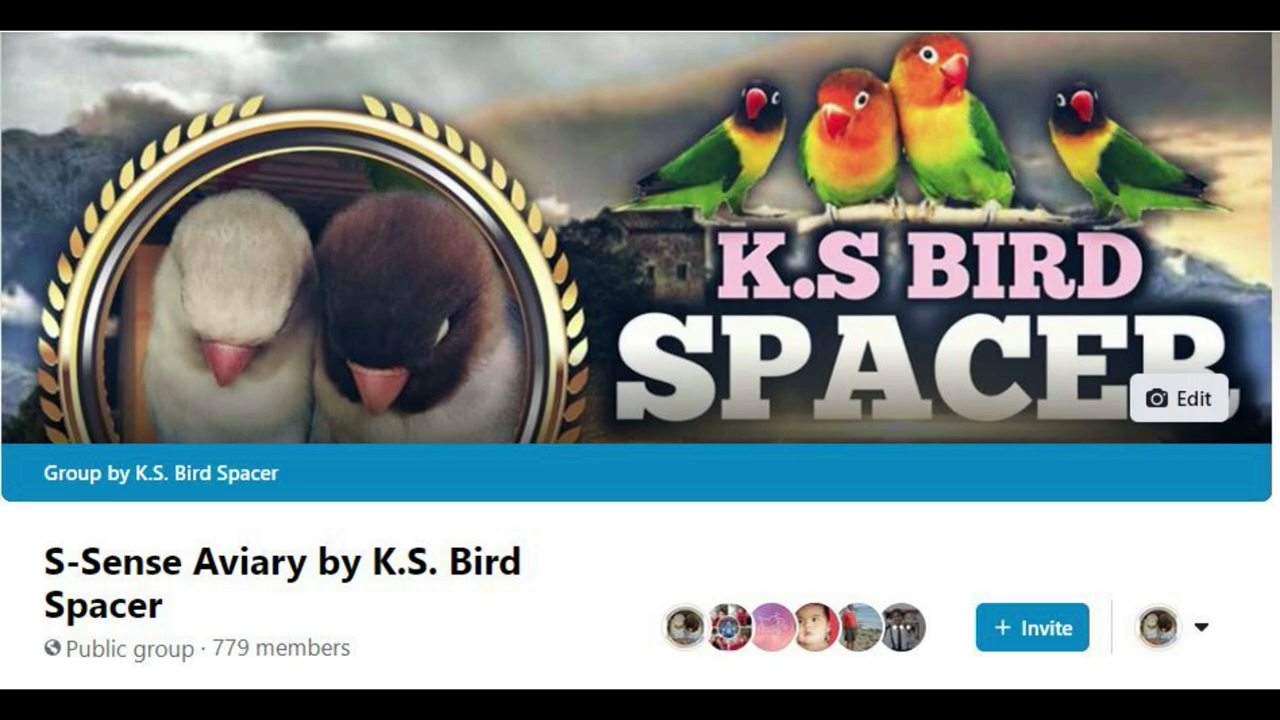 K.S BIRD
SPACER
Edit
Group by K.S. Bird Spacer
S-Sense Aviary by K.S. Bird
Spacer
Public group · 779 members
+ Invite